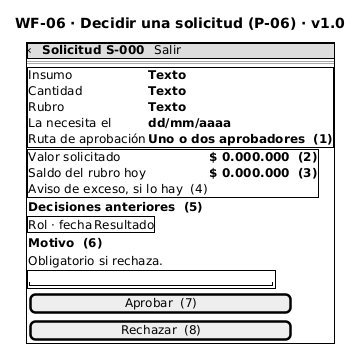 WF-06 · Decidir una solicitud (P-06) · v1.0
‹ Solicitud S-000 Salir
Insumo Texto
Cantidad Texto
Rubro Texto
La necesita el dd/mm/aaaa
Ruta de aprobación Uno o dos aprobadores (1)
Valor solicitado $ 0.000.000 (2)
Saldo del rubro hoy $ 0.000.000 (3)
Aviso de exceso, si lo hay (4)
Decisiones anteriores (5)
Rol · fecha Resultado
Motivo (6)
Obligatorio si rechaza.
Aprobar (7)
Rechazar (8)